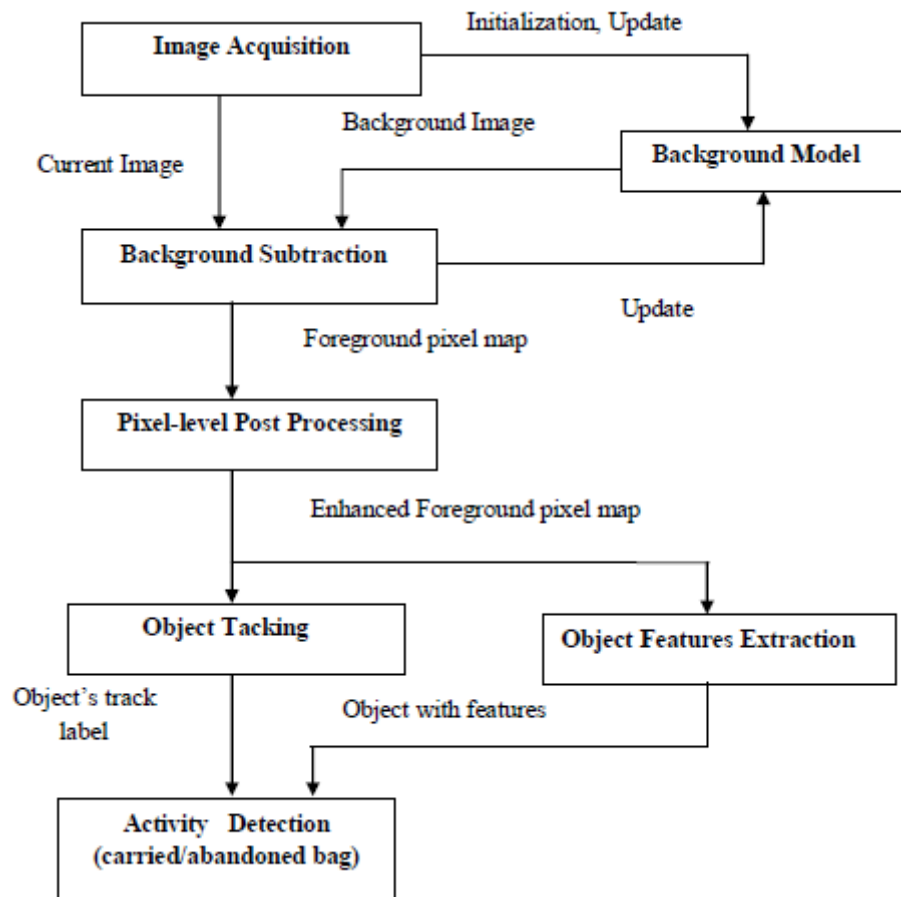 Initialization, Update
Image Acquisition
Background Image
Background Model
Current Image
Background Subtraction
Update
Foreground pixel map
Pixel-level Post Processing
Enhanced Foreground pixel map
Object Tacking
Object Features Extraction
Object's track
label
Object with features
Activity Detection
(carried/abandoned bag)